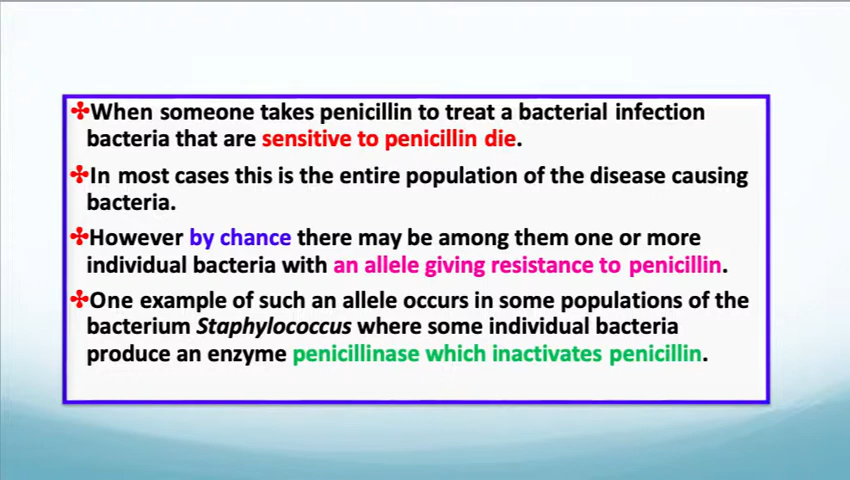 ✤When someone takes penicillin to treat a bacterial infection
bacteria that are sensitive to penicillin die.
✤In most cases this is the entire population of the disease causing
bacteria.
✤However by chance there may be among them one or more
individual bacteria with an allele giving resistance to penicillin.
✤One example of such an allele occurs in some populations of the
bacterium Staphylococcus where some individual bacteria
produce an enzyme penicillinase which inactivates penicillin.